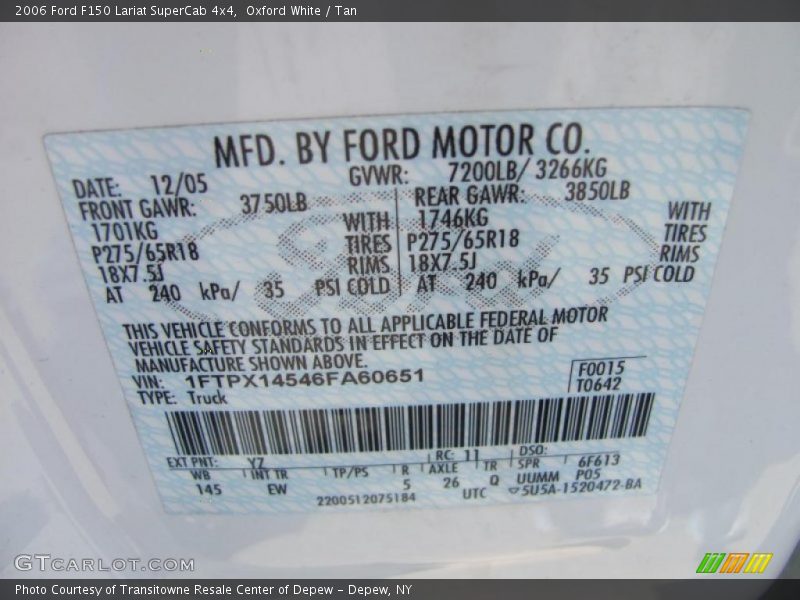 2006 Ford F150 Lariat SuperCab 4x4, Oxford White / Tan
MFD. BY FORD MOTOR CO.
DATE: 12/05 GVWR: 7200LB/ 3266KG
FRONT GAWR: 3750LB REAR GAWR: 3850LB
1701KG WITH 1746KG WITH
P275/65R18 TIRES P275/65R18 TIRES
18X7.5J RIMS 18X7.5J RIMS
AT 240 kPa/ 35 PSI COLD AT 240 kPa/ 35 PSI COLD
THIS VEHICLE CONFORMS TO ALL APPLICABLE FEDERAL MOTOR
VEHICLE SAFETY STANDARDS IN EFFECT ON THE DATE OF
MANUFACTURE SHOWN ABOVE.
VIN: 1FTPX14546FA60651 F0015
TYPE: Truck T0642
EXT PNT: YZ RC: 11 DSO:
WB INT TR TP/PS R AXLE TR SPR 6F613
145 EW 5 26 Q UUMM P05
2200512075184 UTC 5U5A-1520472-BA
GTCARLOT.COM
Photo Courtesy of Transitowne Resale Center of Depew – Depew, NY